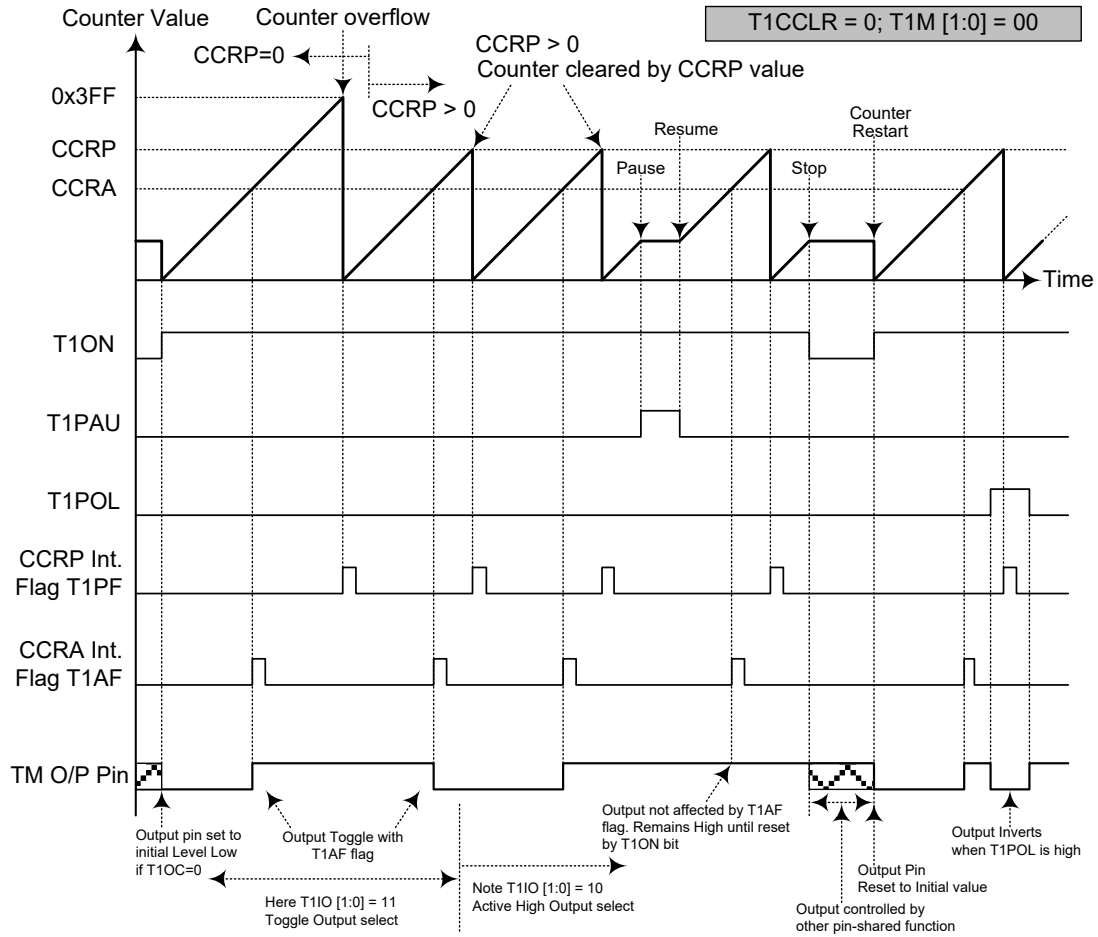 Counter Value
Counter overflow
T1CCLR = 0; T1M [1:0] = 00
CCRP=0
CCRP > 0
CCRP > 0
Counter cleared by CCRP value
0x3FF
CCRP
CCRA
Pause
Resume
Stop
Counter
Restart
Time
T1ON
T1PAU
T1POL
CCRP Int.
Flag T1PF
CCRA Int.
Flag T1AF
TM O/P Pin
Output pin set to
initial Level Low
if T1OC=0
Output Toggle with
T1AF flag
Here T1IO [1:0] = 11
Toggle Output select
Note T1IO [1:0] = 10
Active High Output select
Output not affected by T1AF
flag. Remains High until reset
by T1ON bit
Output controlled by
other pin-shared function
Output Pin
Reset to Initial value
Output Inverts
when T1POL is high